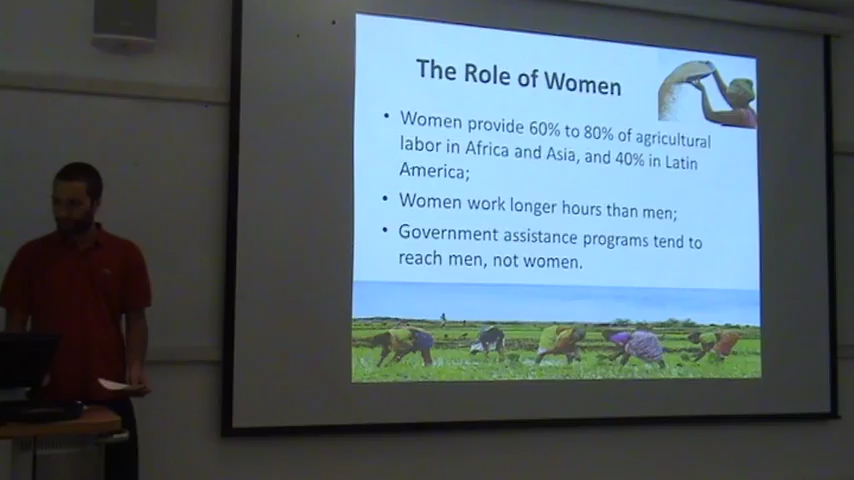 The Role of Women
• Women provide 60% to 80% of agricultural
labor in Africa and Asia, and 40% in Latin
America;
• Women work longer hours than men;
• Government assistance programs tend to
reach men, not women.